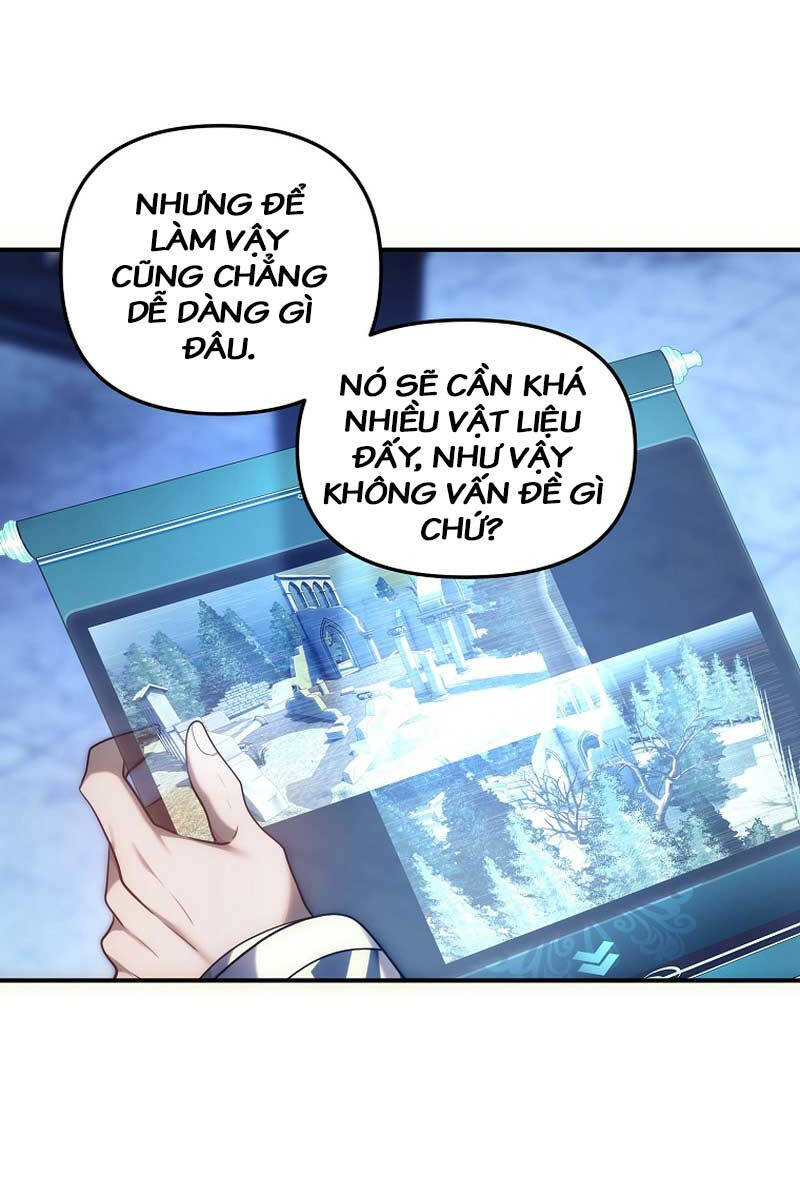 NHƯNG ĐỂ
LÀM VẬY
CŨNG CHẲNG
DỄ DÀNG GÌ
ĐÂU.
NÓ SẼ CẦN KHÁ
NHIỀU VẬT LIỆU
ĐẤY, NHƯ VẬY
KHÔNG VẤN ĐỀ GÌ
CHỨ?